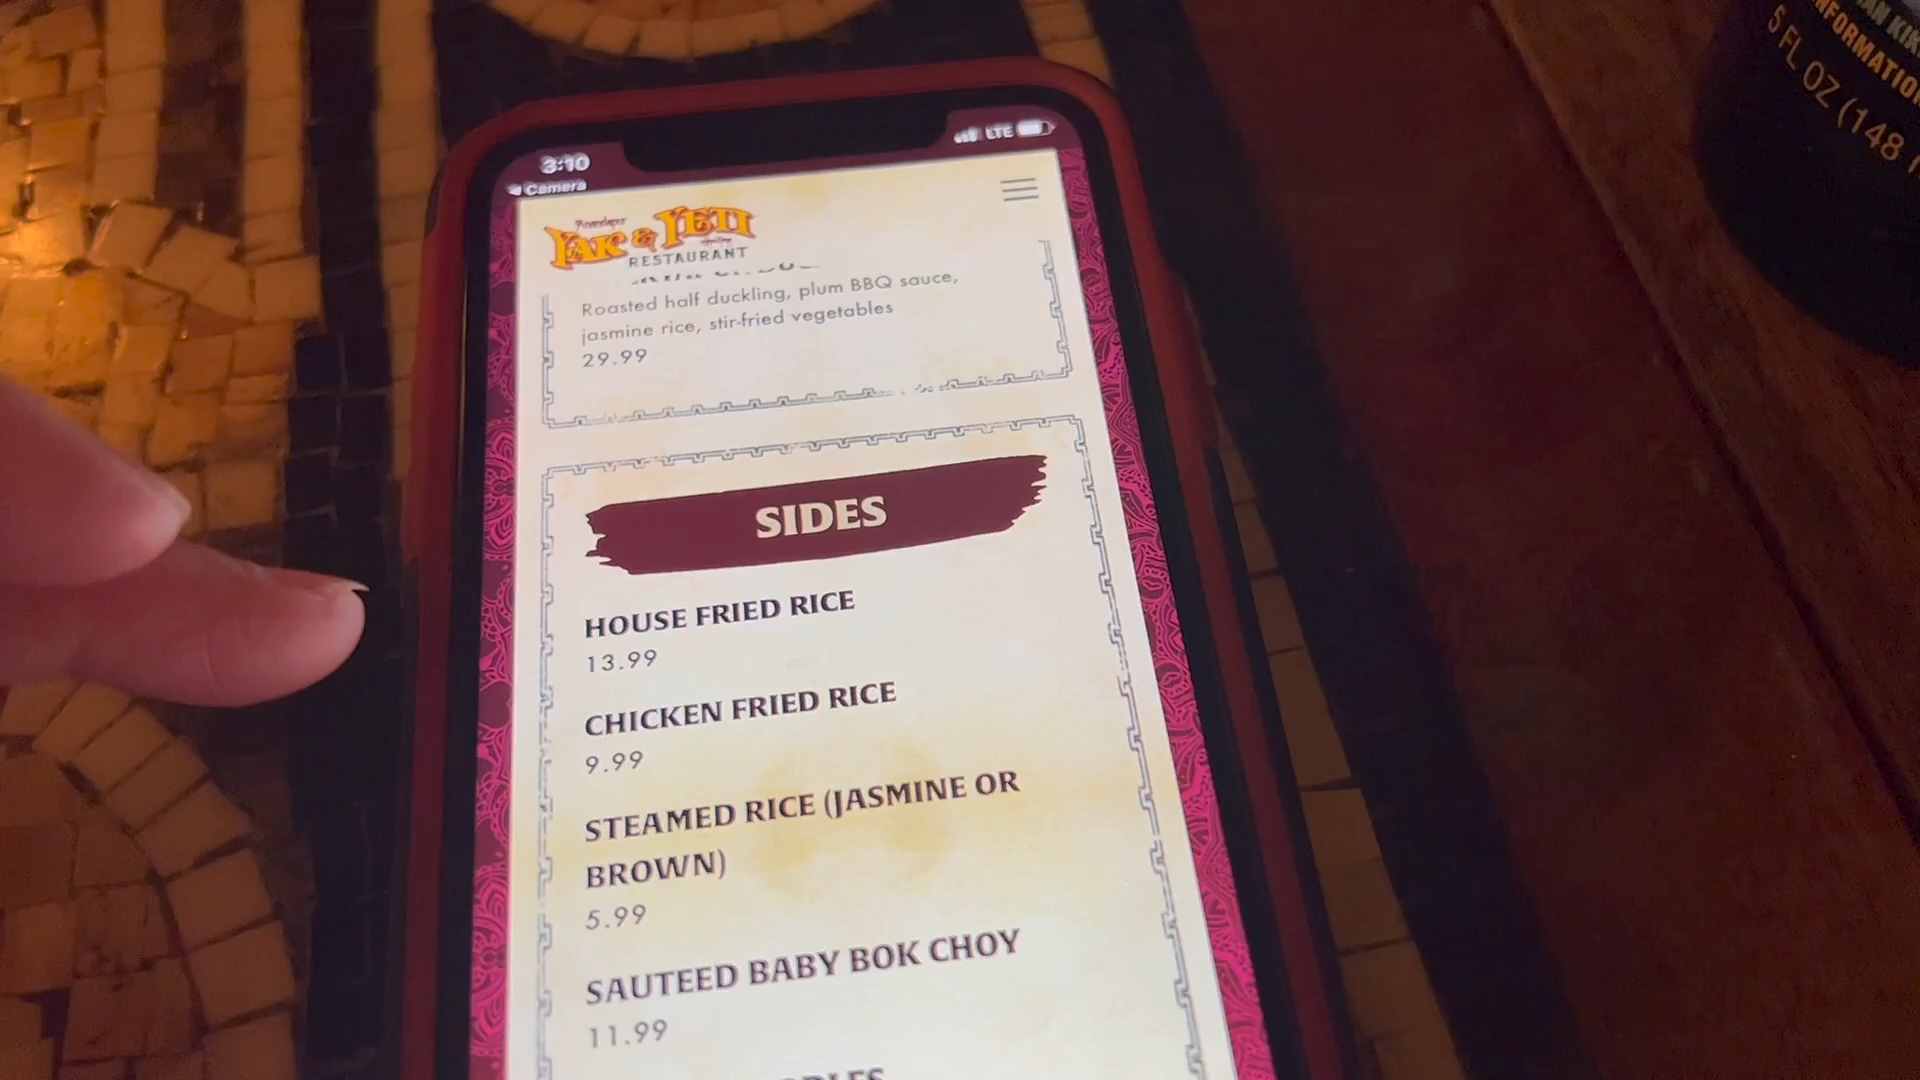 3:10
LTE
Camera
YAK & YETI
RESTAURANT
Roasted half duckling, plum BBQ sauce,
jasmine rice, stir-fried vegetables
29.99
SIDES
HOUSE FRIED RICE
13.99
CHICKEN FRIED RICE
9.99
STEAMED RICE (JASMINE OR
BROWN)
5.99
SAUTEED BABY BOK CHOY
11.99
5 FL OZ (148